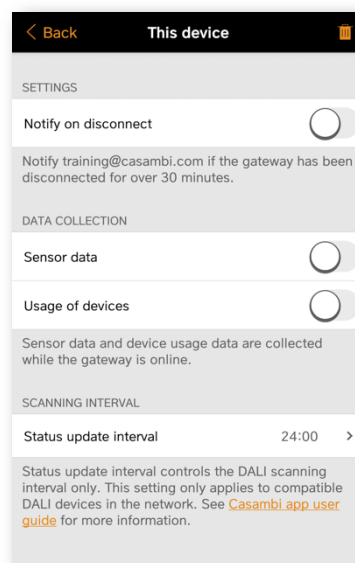 < Back This device
SETTINGS
Notify on disconnect
Notify training@casambi.com if the gateway has been
disconnected for over 30 minutes.
DATA COLLECTION
Sensor data
Usage of devices
Sensor data and device usage data are collected
while the gateway is online.
SCANNING INTERVAL
Status update interval 24:00 >
Status update interval controls the DALI scanning
interval only. This setting only applies to compatible
DALI devices in the network. See Casambi app user
guide for more information.